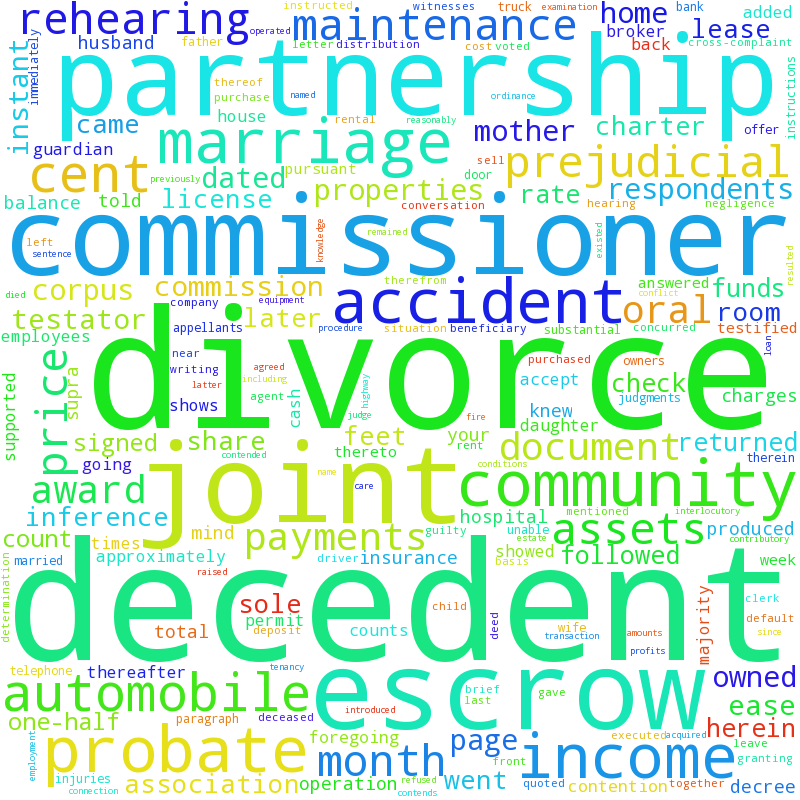 instructed witnesses truck examination bank
rehearing operated maintenance home added
father letter distribution cost voted broker lease
immediately husband back cross-complaint
partnership
instant thereof named ordinance instructions
purchase reasonably
came house rental mother charter offer
marriage
guardian pursuant sell prejudicial
cent previously dated door
balance told license properties conversation rate respondents
hearing negligence
commissioner
left knowledge remained existed resulted
sentence
therefrom answered funds
died corpus commission equipment accident conflict oral room
company
testator later appellants procedure situation beneficiary substantial concurred testified
employees
divorce
near agreed purchased owners loan
price supra writing latter including highway accept check charges
supported shows agent cash judge knew judgments
fire daughter
signed share feet your document returned
going contended thereto rent therein
joint
award name care conditions community
count inference mind payments hospital mentioned interlocutory
times guilty unable assets produced
married approximately driver insurance showed followed contributory
estate basis week
decedent
determination raised sole child clerk
permit wife majority default
total deposit counts deed transaction amounts since
profits
telephone thereafter tenancy escrow owned
automobile brief gave
last ease
one-half paragraph deceased introduced herein
foregoing executed acquired
probate month page income leave
employment front granting
injuries association operation refused went quoted contention together decree
connection contends